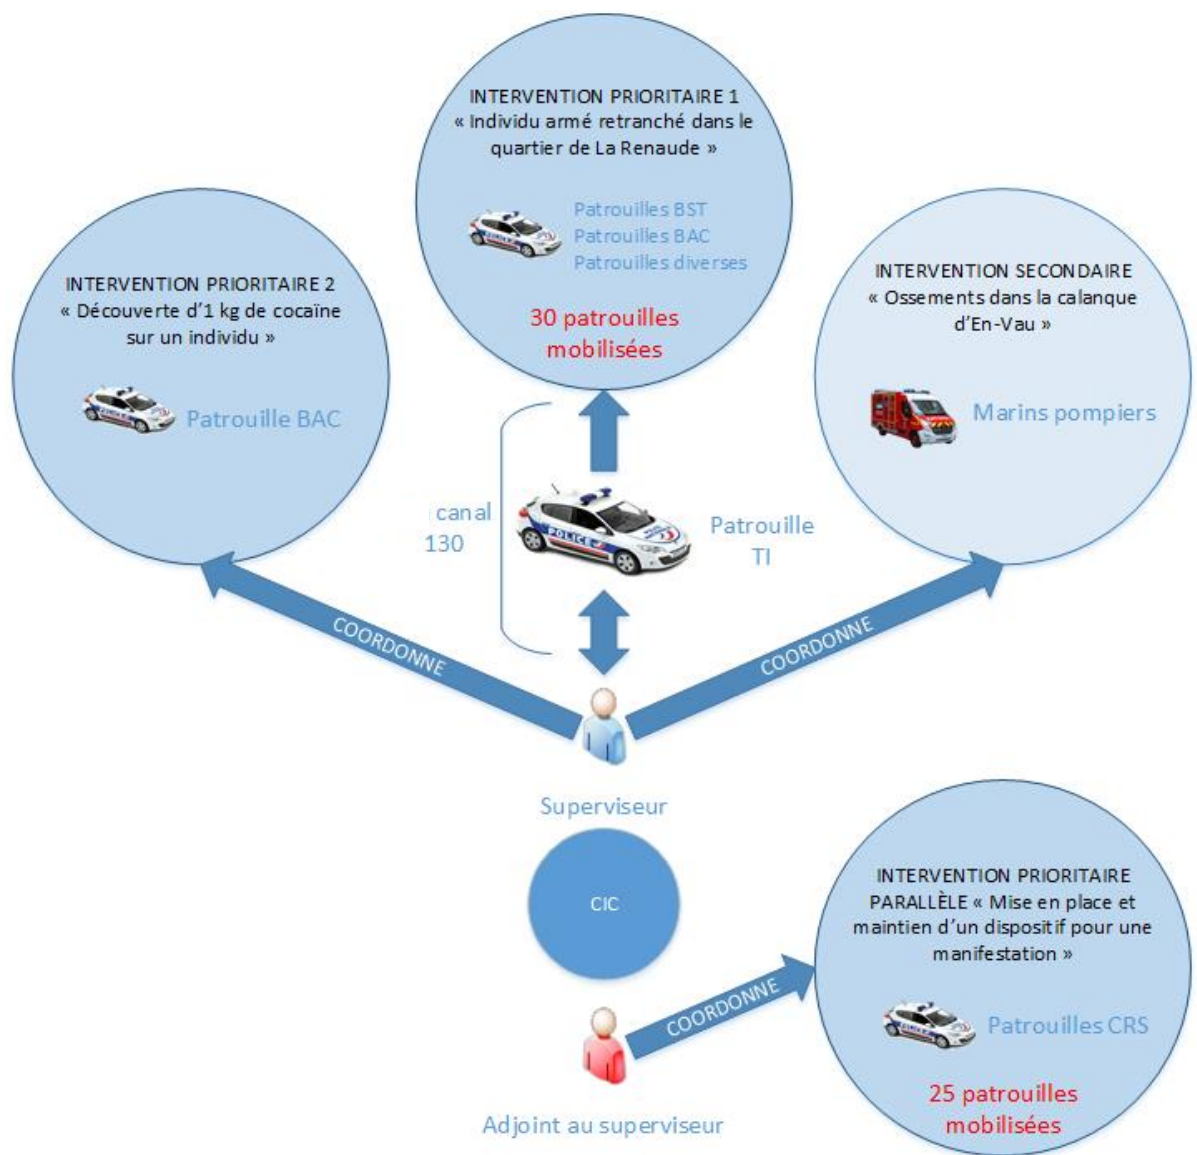 INTERVENTION PRIORITAIRE 1
« Individu armé retranché dans le
quartier de La Renaude »
Patrouilles BST
Patrouilles BAC
Patrouilles diverses
30 patrouilles
mobilisées
INTERVENTION PRIORITAIRE 2
« Découverte d'1 kg de cocaïne
sur un individu »
Patrouille BAC
INTERVENTION SECONDAIRE
« Ossements dans la calanque
d'En-Vau »
Marins pompiers
canal
130
POLICE
Patrouille
TI
COORDONNE
COORDONNE
Superviseur
CIC
INTERVENTION PRIORITAIRE
PARALLÈLE « Mise en place et
maintien d'un dispositif pour une
manifestation »
Patrouilles CRS
25 patrouilles
mobilisées
COORDONNE
Adjoint au superviseur